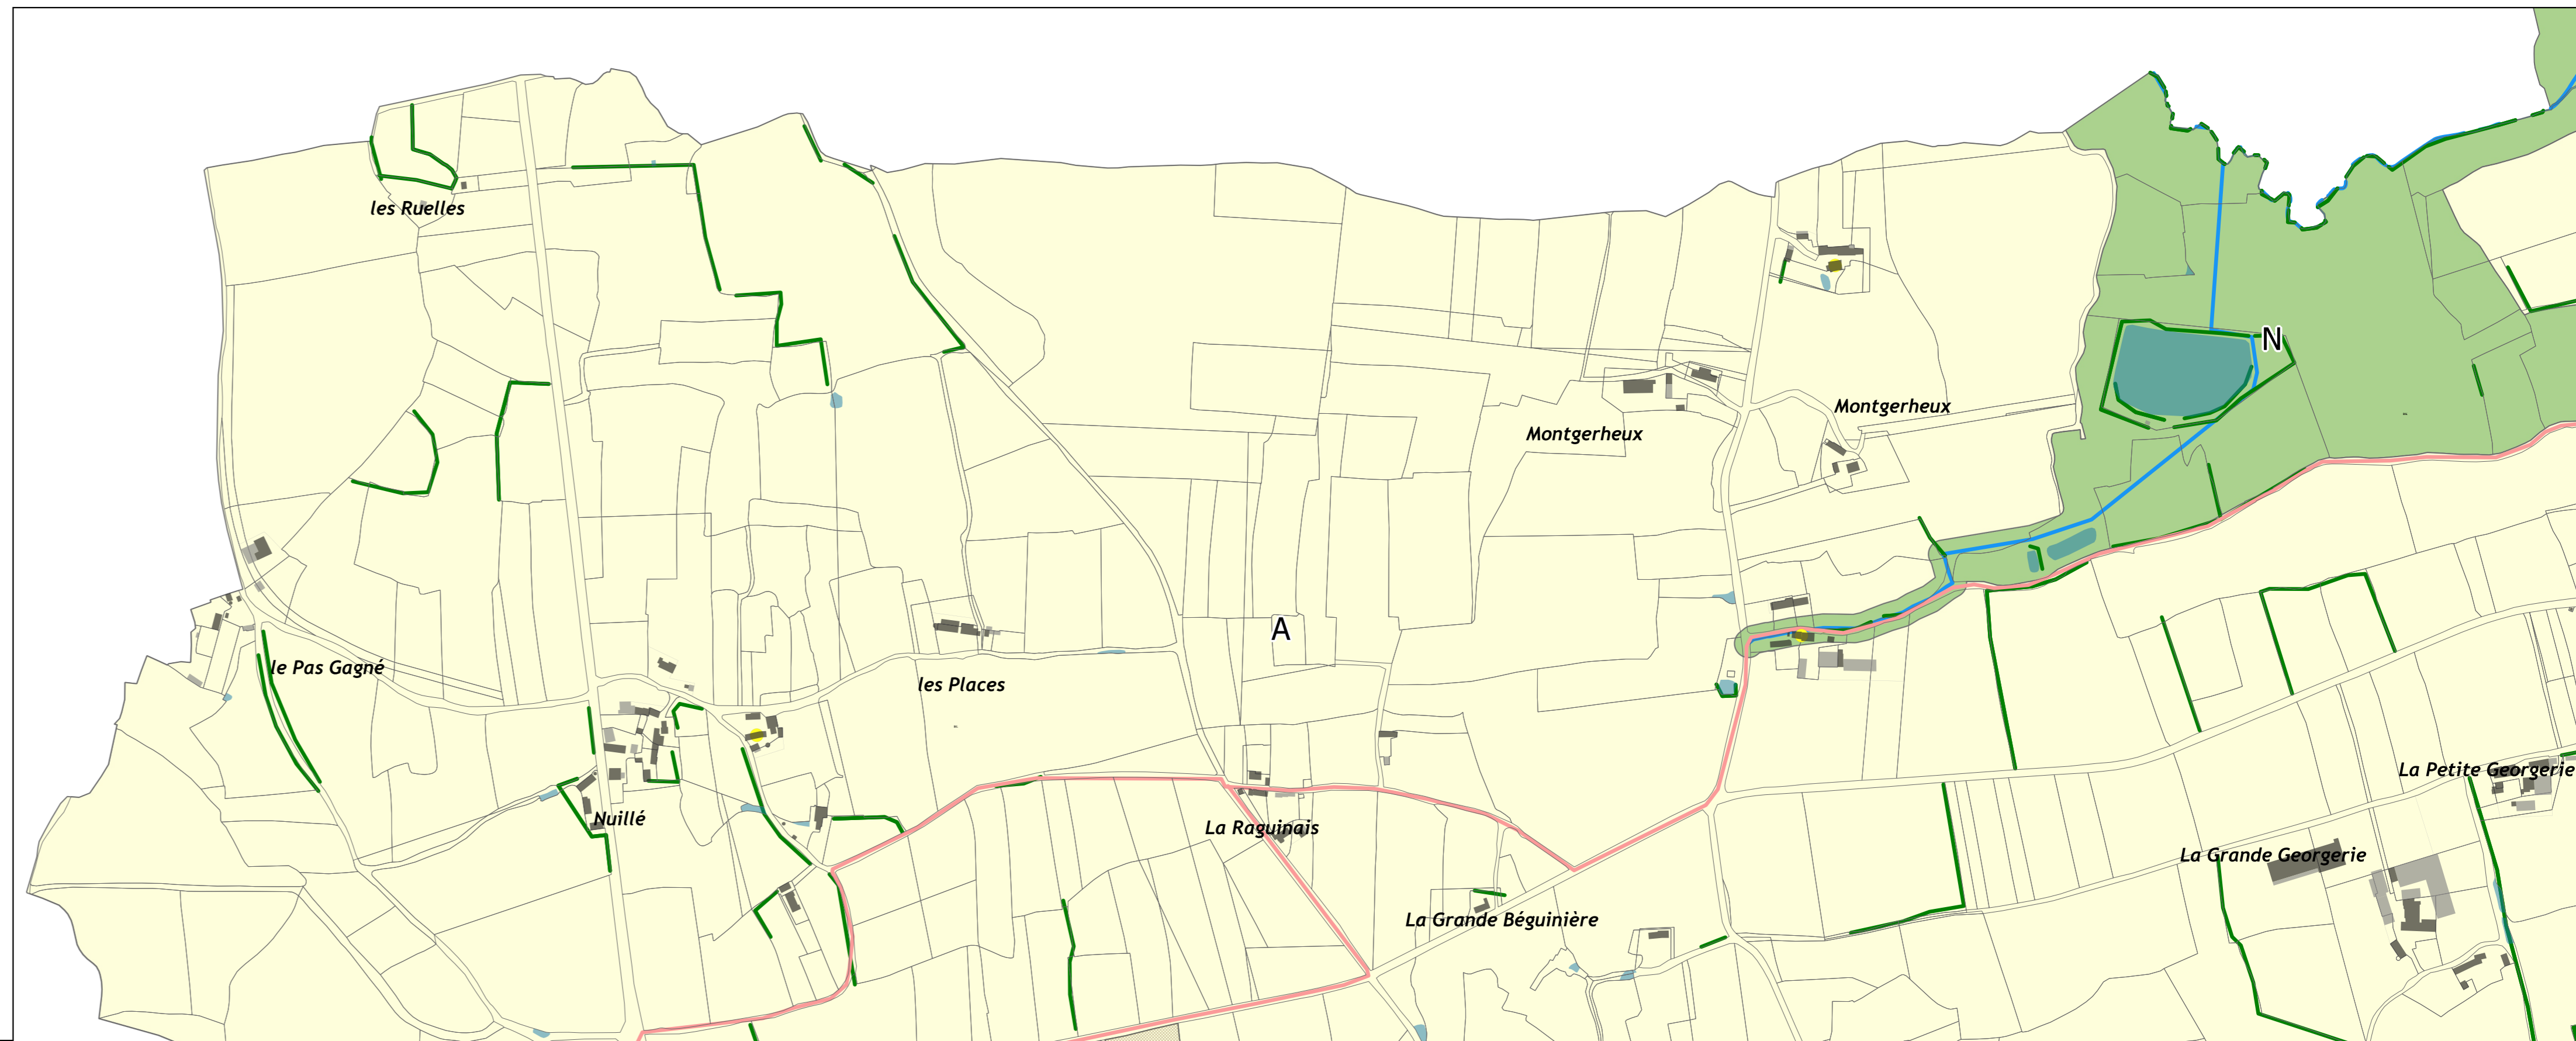 les Ruelles
N
Montgerheux
Montgerheux
A
le Pas Gagné
les Places
La Petite Georgerie
Nuillé
La Raguinais
La Grande Georgerie
La Grande Béguinière